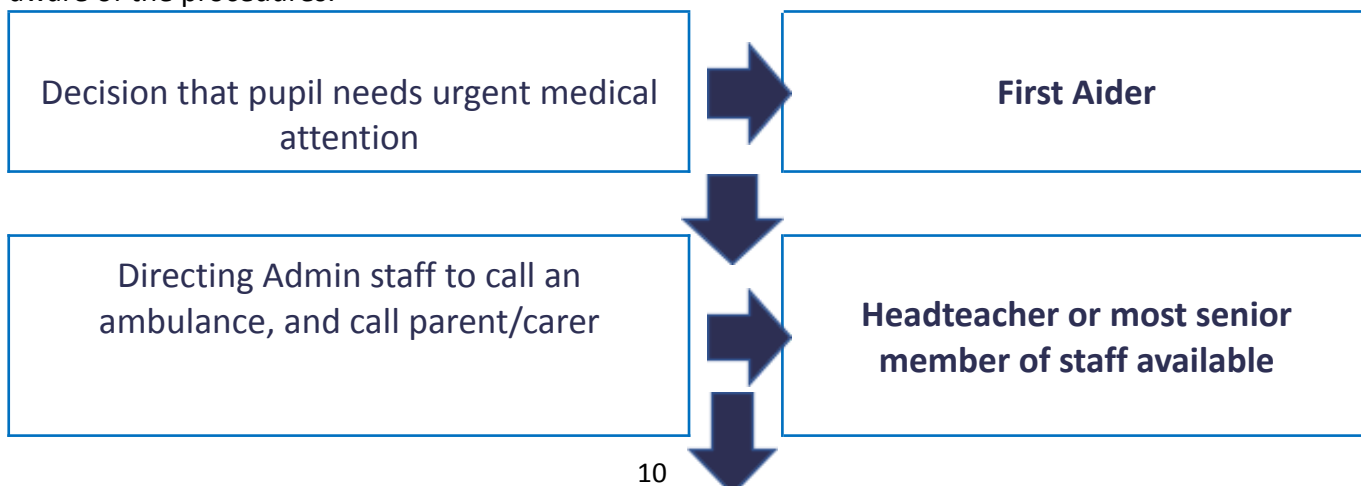 aware of the procedures.
Decision that pupil needs urgent medical
attention
First Aider
Directing Admin staff to call an
ambulance, and call parent/carer
Headteacher or most senior
member of staff available
10